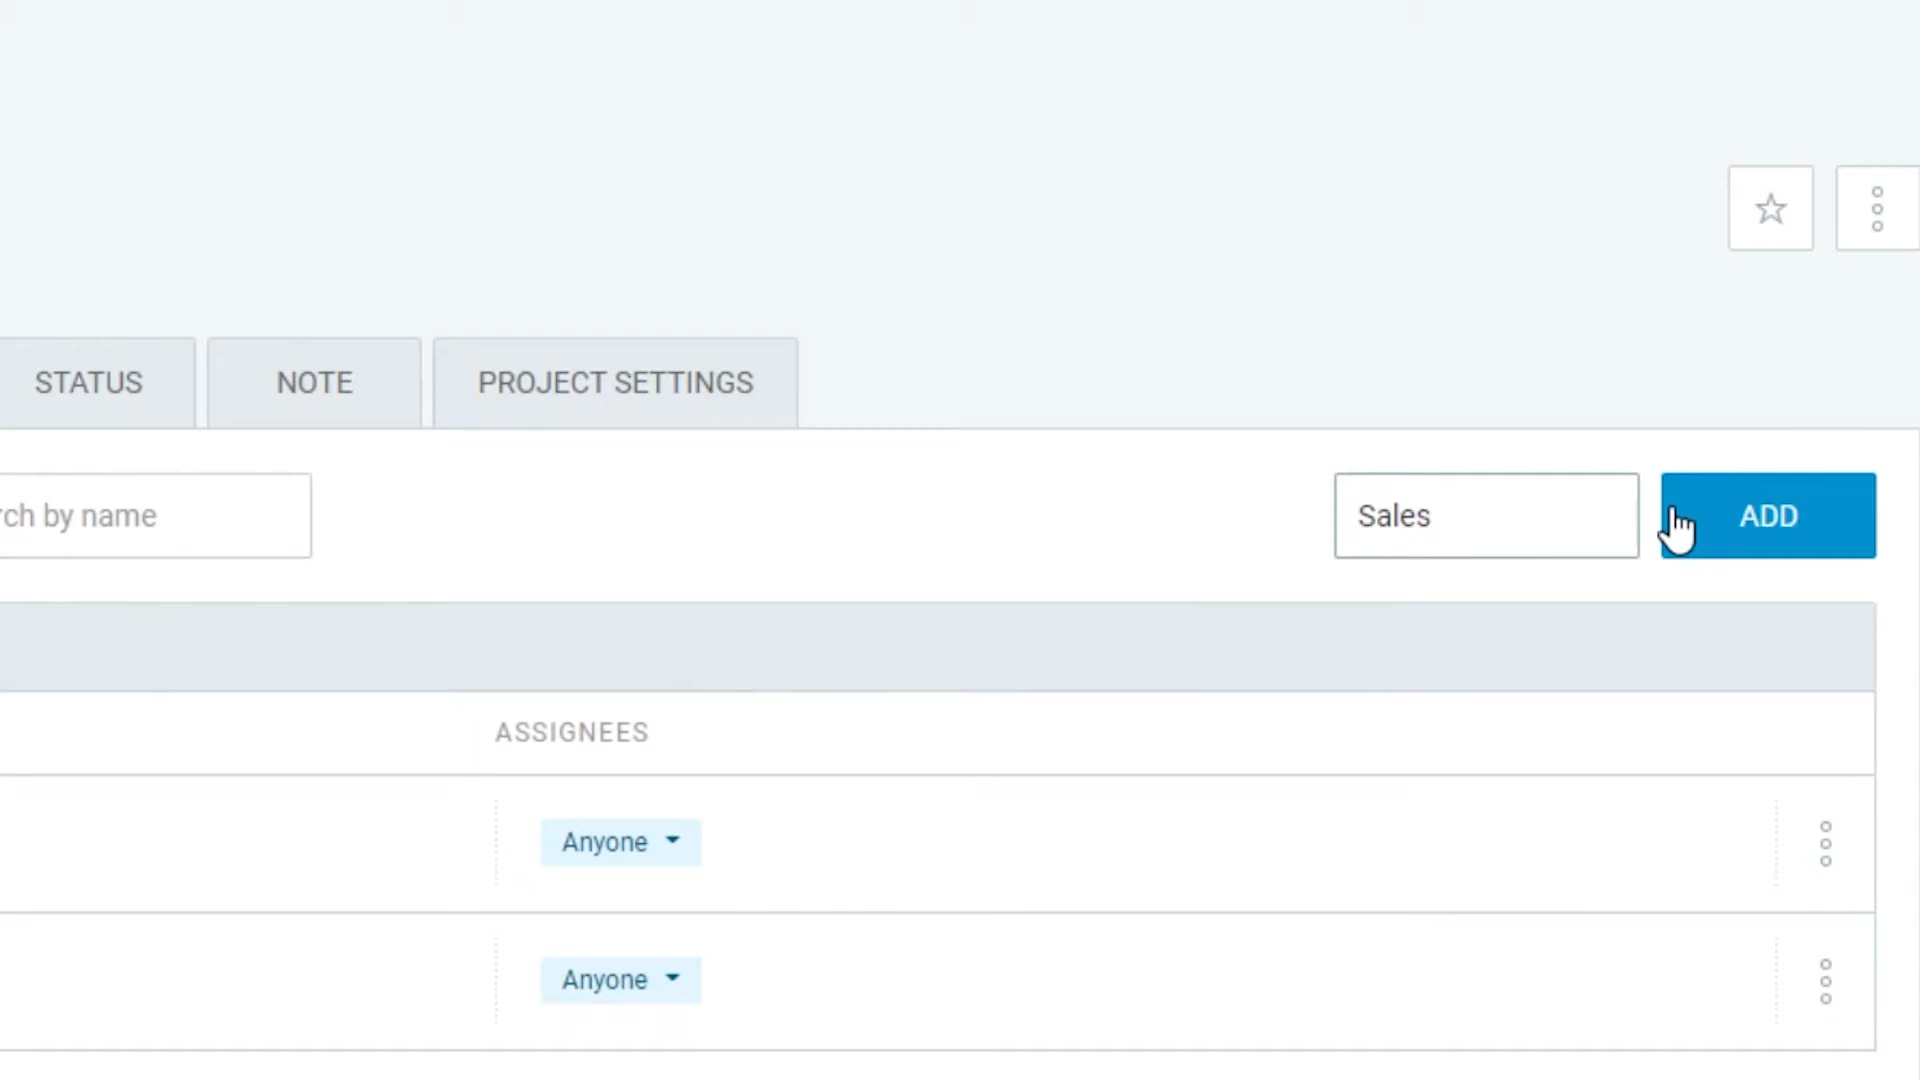 STATUS
NOTE
PROJECT SETTINGS
rch by name
Sales
ADD
ASSIGNEES
Anyone
Anyone